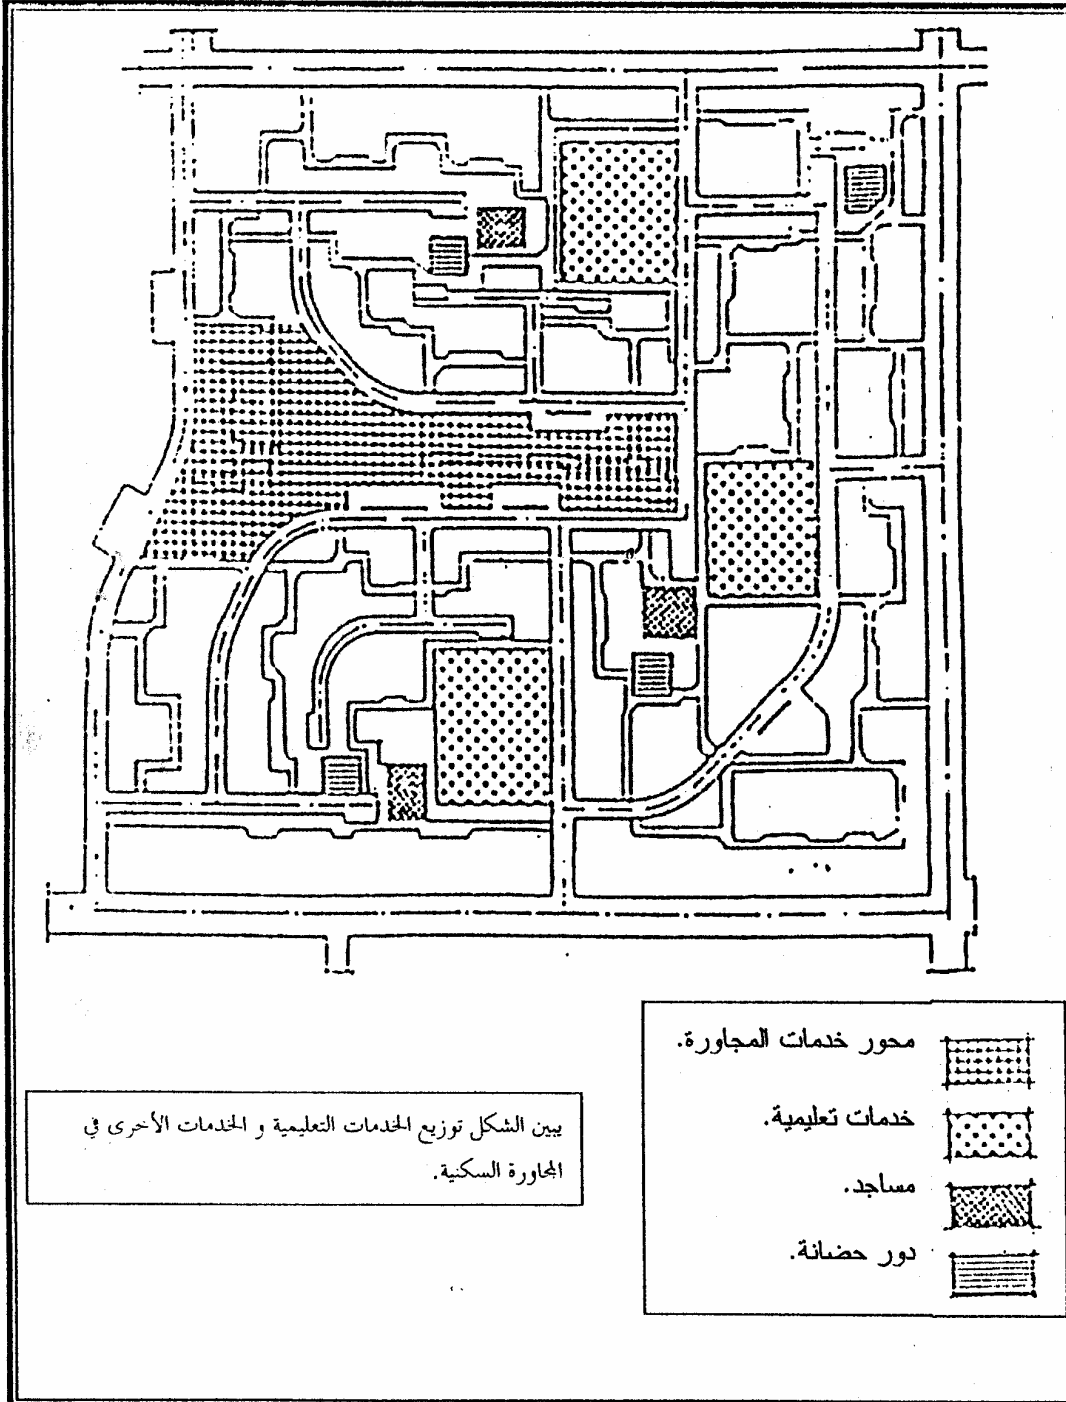 محور خدمات المجاورة.
خدمات تعليمية.
مساجد.
دور حضانة.
يبين الشكل توزيع الخدمات التعليمية و الخدمات الأخرى في
المجاورة السكنية.